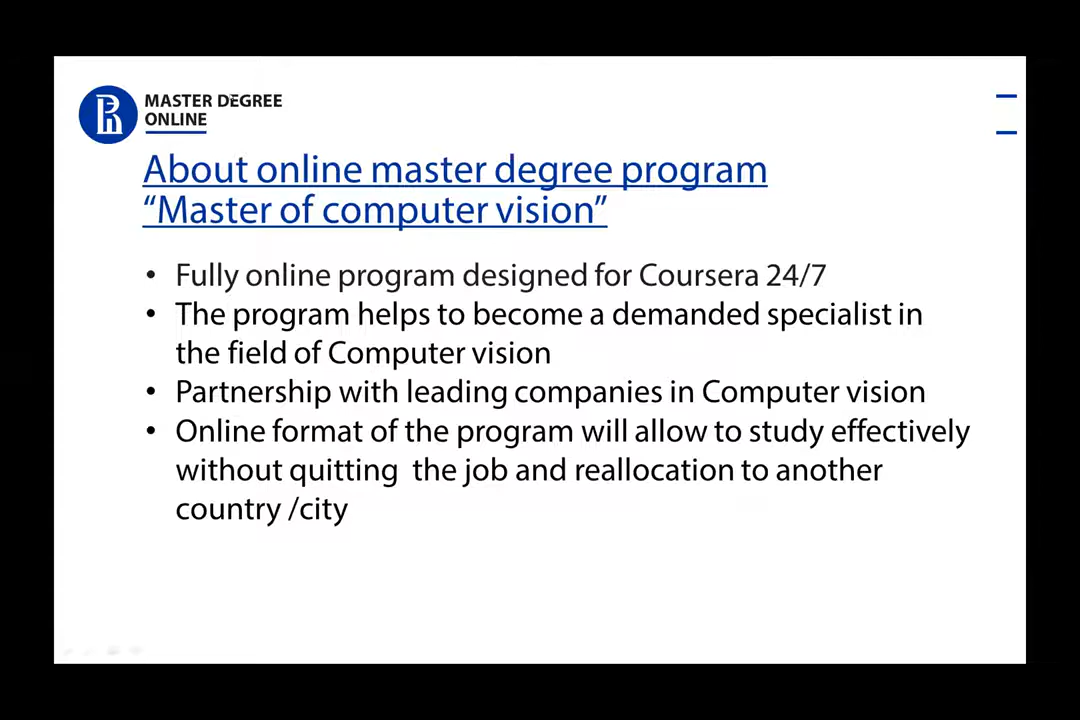 MASTER DEGREE
ONLINE
About online master degree program
“Master of computer vision”
• Fully online program designed for Coursera 24/7
• The program helps to become a demanded specialist in
the field of Computer vision
• Partnership with leading companies in Computer vision
• Online format of the program will allow to study effectively
without quitting  the job and reallocation to another
country /city